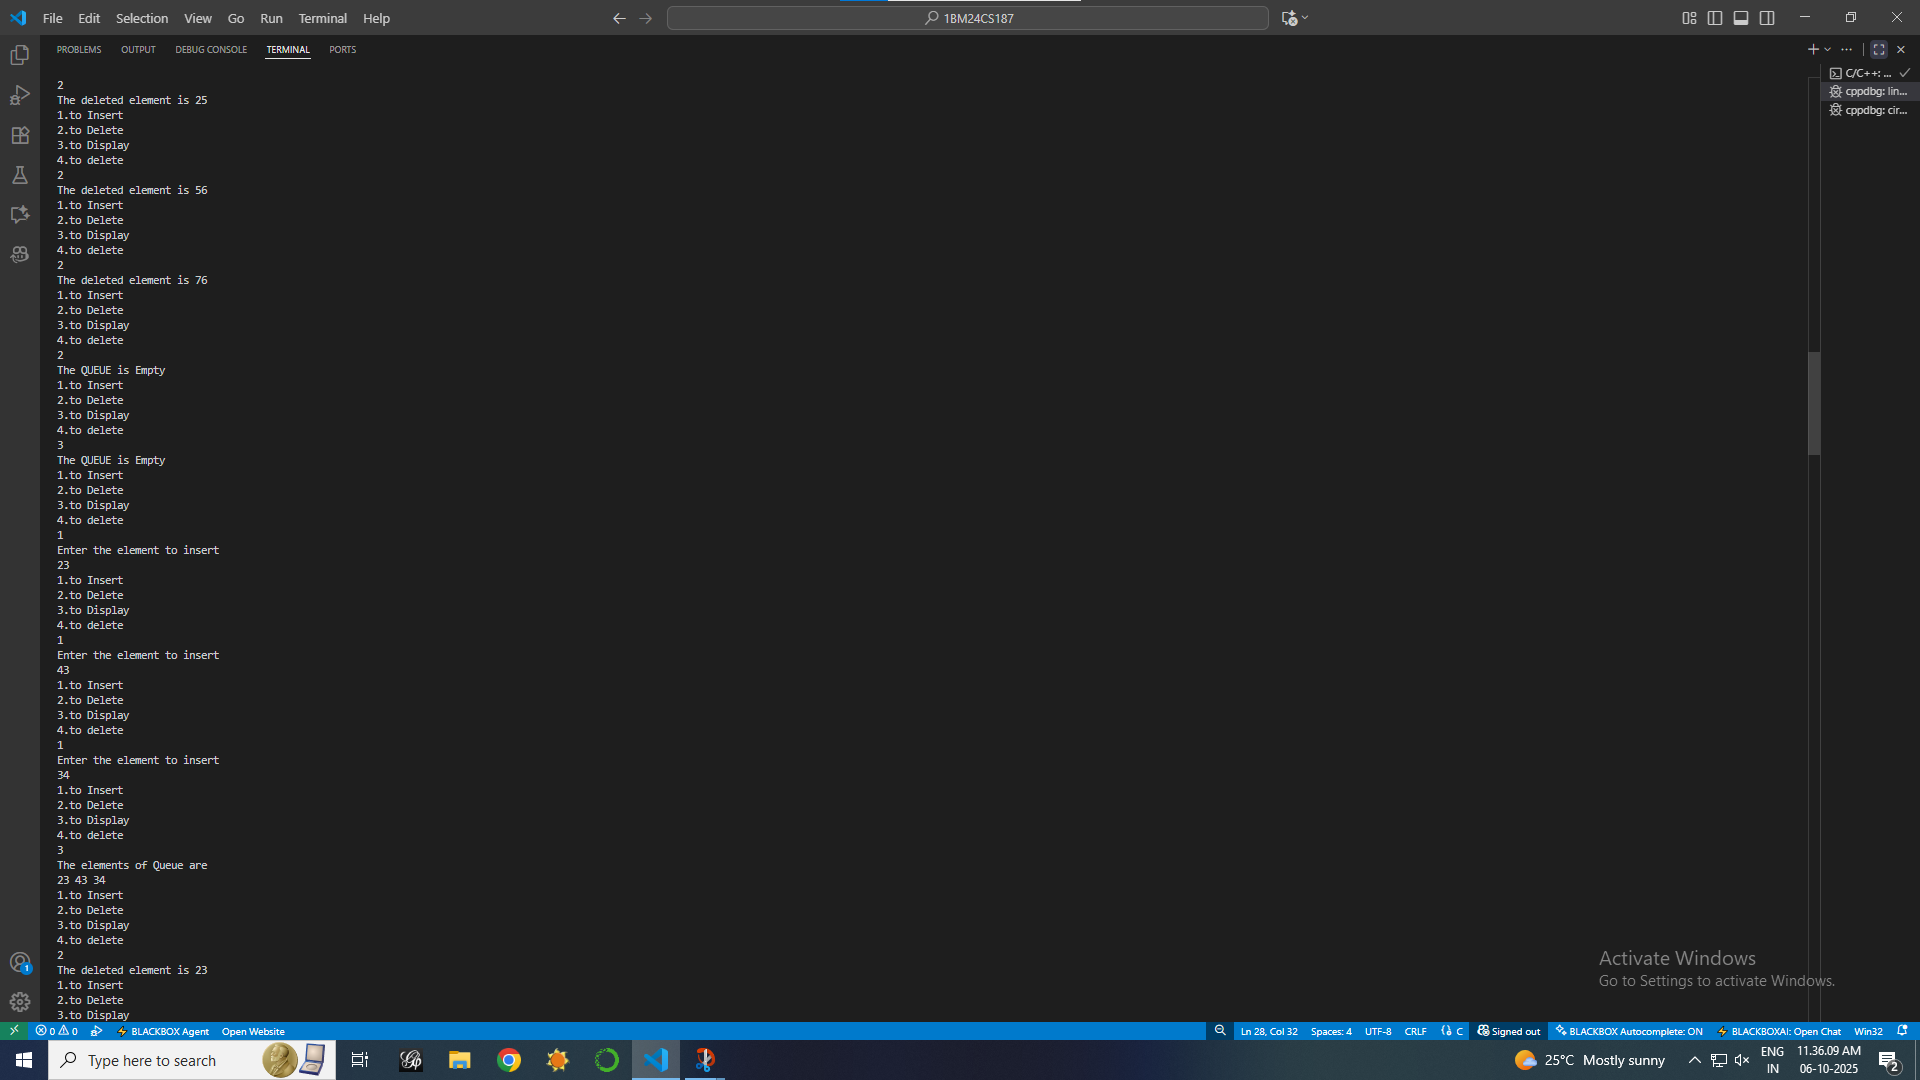 File Edit Selection View Go Run Terminal Help
1BM24CS187
PROBLEMS OUTPUT DEBUG CONSOLE TERMINAL PORTS
C/C++: ...
cppdbg: lin...
cppdbg: cir...
2
The deleted element is 25
1.to Insert
2.to Delete
3.to Display
4.to delete
2
The deleted element is 56
1.to Insert
2.to Delete
3.to Display
4.to delete
2
The deleted element is 76
1.to Insert
2.to Delete
3.to Display
4.to delete
2
The QUEUE is Empty
1.to Insert
2.to Delete
3.to Display
4.to delete
3
The QUEUE is Empty
1.to Insert
2.to Delete
3.to Display
4.to delete
1
Enter the element to insert
23
1.to Insert
2.to Delete
3.to Display
4.to delete
1
Enter the element to insert
43
1.to Insert
2.to Delete
3.to Display
4.to delete
1
Enter the element to insert
34
1.to Insert
2.to Delete
3.to Display
4.to delete
3
The elements of Queue are
23 43 34
1.to Insert
2.to Delete
3.to Display
4.to delete
2
The deleted element is 23
1.to Insert
2.to Delete
3.to Display
Activate Windows
Go to Settings to activate Windows.
1
0 0 BLACKBOX Agent Open Website Ln 28, Col 32 Spaces: 4 UTF-8 CRLF {} C Signed out BLACKBOX Autocomplete: ON BLACKBOXAI: Open Chat Win32
Type here to search
25°C Mostly sunny
ENG
IN
11.36.09 AM
06-10-2025
2